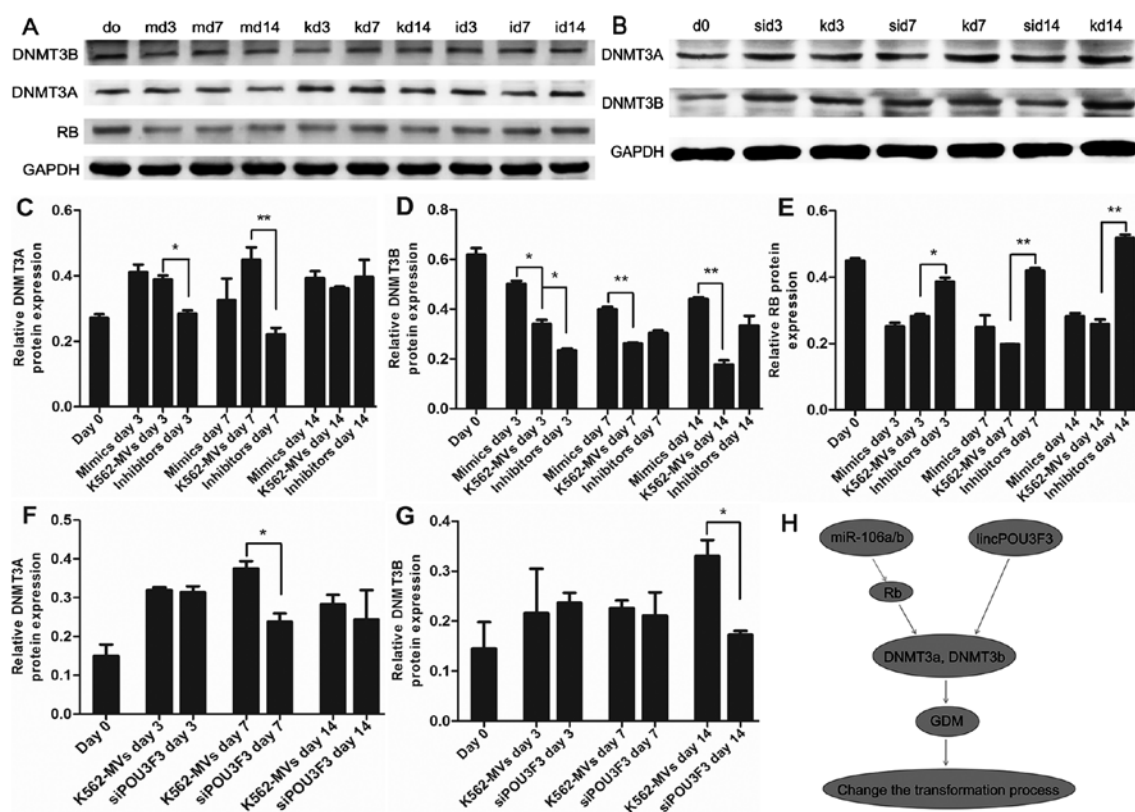 A
do md3 md7 md14 kd3 kd7 kd14 id3 id7 id14
DNMT3B
DNMT3A
RB
GAPDH
B
d0 sid3 kd3 sid7 kd7 sid14 kd14
DNMT3A
DNMT3B
GAPDH
C
Relative DNMT3A
protein expression
0.6
0.4
0.2
0.0
*
**
Day 0
Mimics day 3
K562-MVs day 3
Inhibitors day 3
Mimics day 7
K562-MVs day 7
Inhibitors day 7
Mimics day 14
K562-MVs day 14
Inhibitors day 14
D
Relative DNMT3B
protein expression
0.8
0.6
0.4
0.2
0.0
*
*
**
**
Day 0
Mimics day 3
K562-MVs day 3
Inhibitors day 3
Mimics day 7
K562-MVs day 7
Inhibitors day 7
Mimics day 14
K562-MVs day 14
Inhibitors day 14
E
Relative RB protein
expression
0.6
0.4
0.2
0.0
*
**
**
Day 0
Mimics day 3
K562-MVs day 3
Inhibitors day 3
Mimics day 7
K562-MVs day 7
Inhibitors day 7
Mimics day 14
K562-MVs day 14
Inhibitors day 14
F
Relative DNMT3A
protein expression
0.5
0.4
0.3
0.2
0.1
0.0
*
Day 0
K562-MVs day 3
siPOU3F3 day 3
K562-MVs day 7
siPOU3F3 day 7
K562-MVs day 14
siPOU3F3 day 14
G
Relative DNMT3B
protein expression
0.4
0.3
0.2
0.1
0.0
*
Day 0
K562-MVs day 3
siPOU3F3 day 3
K562-MVs day 7
siPOU3F3 day 7
K562-MVs day 14
siPOU3F3 day 14
H
miR-106a/b
lincPOU3F3
Rb
DNMT3a, DNMT3b
GDM
Change the transformation process